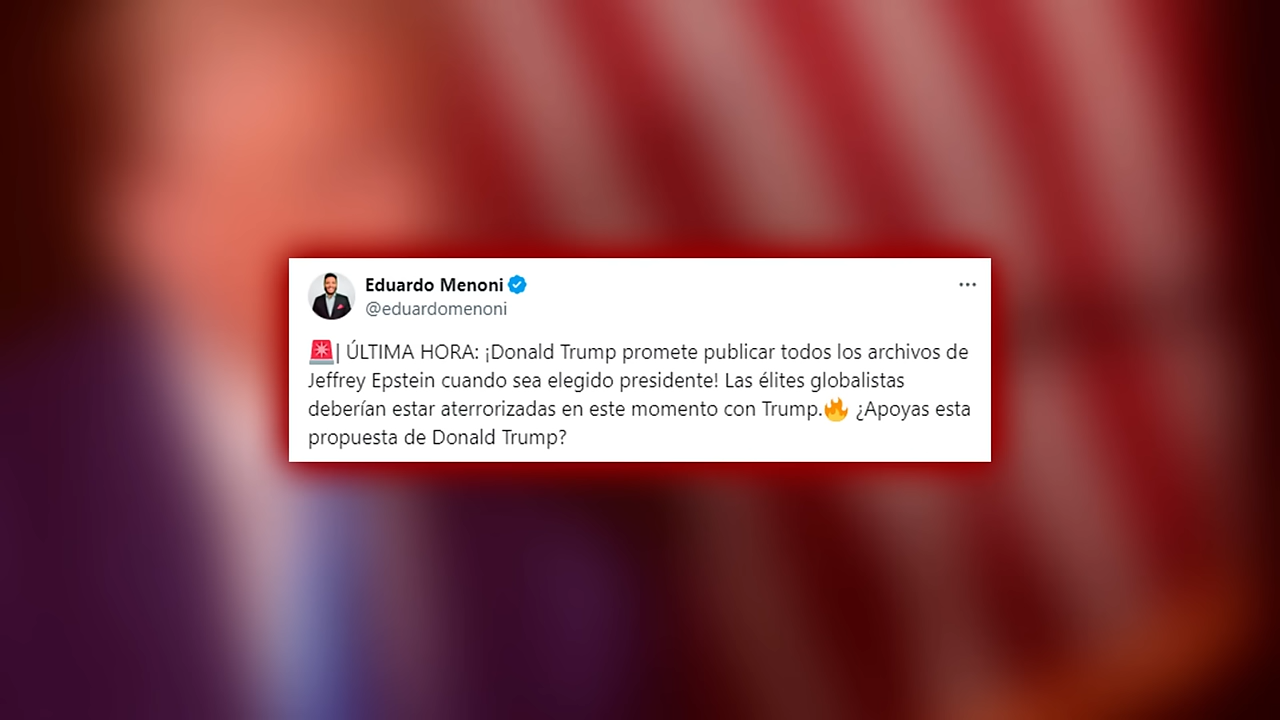 Eduardo Menoni
@eduardomenoni
🚨| ÚLTIMA HORA: ¡Donald Trump promete publicar todos los archivos de
Jeffrey Epstein cuando sea elegido presidente! Las élites globalistas
deberían estar aterrorizadas en este momento con Trump.🔥 ¿Apoyas esta
propuesta de Donald Trump?